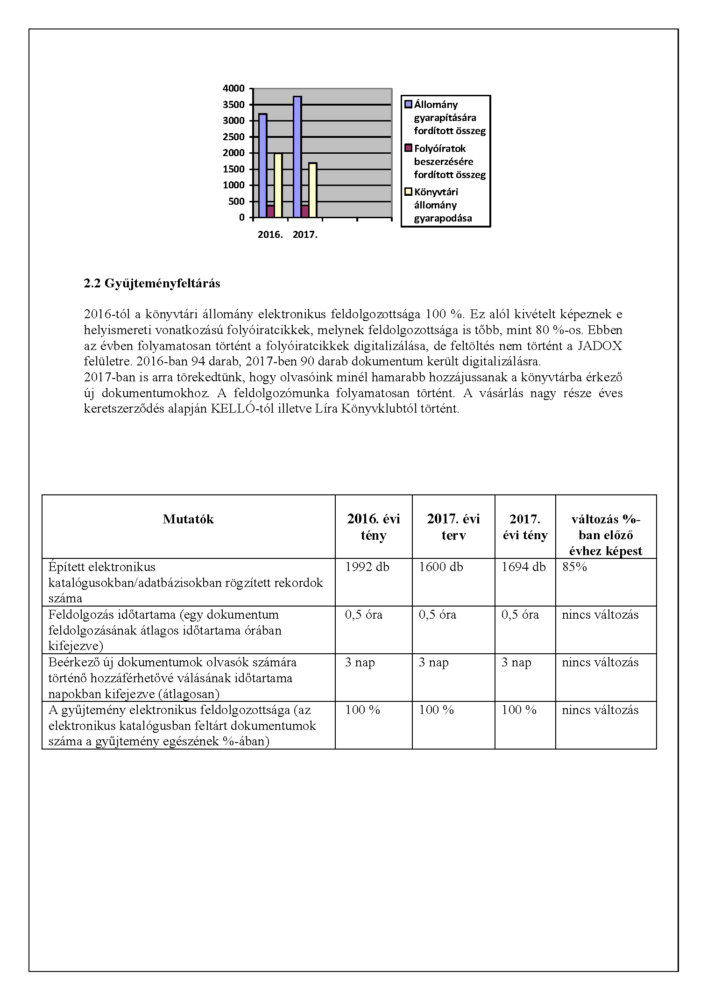 4000
3500
3000
2500
2000
1500
1000
500
0
2016. 2017.
Állomány
gyarapítására
fordított összeg
Folyóíratok
beszerzésére
fordított összeg
Könyvtári
állomány
gyarapodása
2.2 Gyűjteményfeltárás
2016-tól a könyvtári állomány elektronikus feldolgozottsága 100 %. Ez alól kivételt képeznek e
helyismereti vonatkozású folyóiratcikkek, melynek feldolgozottsága is több, mint 80 %-os. Ebben
az évben folyamatosan történt a folyóiratcikkek digitalizálása, de feltöltés nem történt a JADOX
felületre. 2016-ban 94 darab, 2017-ben 90 darab dokumentum került digitalizálásra.
2017-ban is arra törekedtünk, hogy olvasóink minél hamarabb hozzájussanak a könyvtárba érkező
új dokumentumokhoz. A feldolgozómunka folyamatosan történt. A vásárlás nagy része éves
keretszerződés alapján KELLÓ-tól illetve Líra Könyvklubtól történt.
Mutatók
2016. évi
tény
2017. évi
terv
2017.
évi tény
változás %-
ban előző
évhez képest
Épített elektronikus
katalógusokban/adatbázisokban rögzített rekordok
száma
1992 db
1600 db
1694 db
85%
Feldolgozás időtartama (egy dokumentum
feldolgozásának átlagos időtartama órában
kifejezve)
0,5 óra
0,5 óra
0,5 óra
nincs változás
Beérkező új dokumentumok olvasók számára
történő hozzáférhetővé válásának időtartama
napokban kifejezve (átlagosan)
3 nap
3 nap
3 nap
nincs változás
A gyűjtemény elektronikus feldolgozottsága (az
elektronikus katalógusban feltárt dokumentumok
száma a gyűjtemény egészének %-ában)
100 %
100 %
100 %
nincs változás